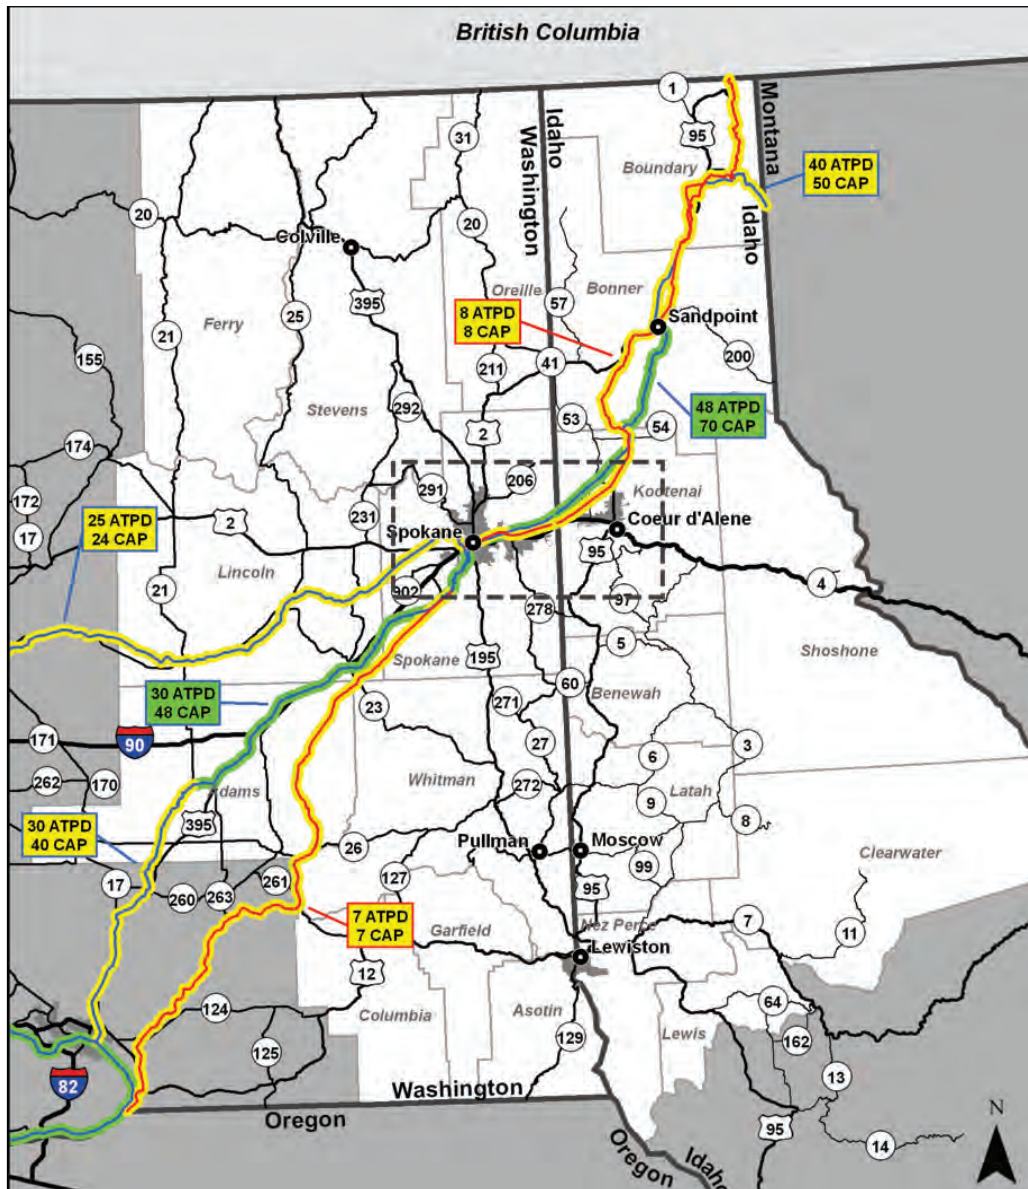 British Columbia
1
Montana
95
31
Idaho
Washington
Boundary
40 ATPD
50 CAP
20
Colville
20
Idaho
395
Oreille
57
Bonner
8 ATPD
8 CAP
Sandpoint
Ferry
25
21
155
211
41
200
Stevens
292
2
53
54
48 ATPD
70 CAP
174
172
17
291
206
Kootenai
231
2
25 ATPD
24 CAP
Spokane
Coeur d'Alene
95
Lincoln
21
902
97
4
278
5
Spokane
195
Shoshone
30 ATPD
48 CAP
60
Benewah
23
271
171
90
27
3
6
262
170
Whitman
272
Latah
dams
9
8
395
30 ATPD
40 CAP
26
Pullman
Moscow
99
Clearwater
17
260
263
261
127
95
7 ATPD
7 CAP
Garfield
Nez Perce
7
11
Lewiston
12
124
Columbia
Asotin
64
129
Lewis
162
125
82
Washington
13
Oregon
N
95
Oregon
Idaho
14